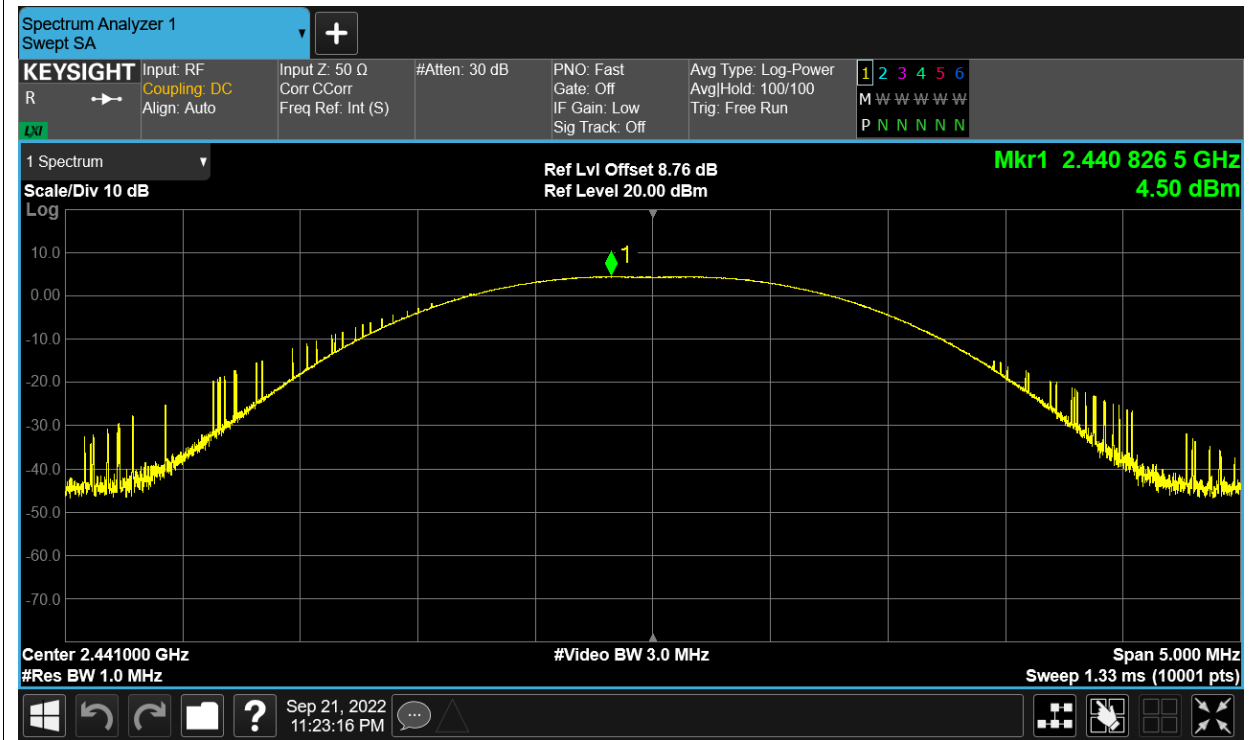 Spectrum Analyzer 1
Swept SA
+
KEYSIGHT
R
LXI
Input: RF
Coupling: DC
Align: Auto
Input Z: 50 Ω
Corr CCorr
Freq Ref: Int (S)
#Atten: 30 dB
PNO: Fast
Gate: Off
IF Gain: Low
Sig Track: Off
Avg Type: Log-Power
Avg|Hold: 100/100
Trig: Free Run
1 2 3 4 5 6
M W W W W W
P N N N N N
1 Spectrum
Scale/Div 10 dB
Log
Ref Lvl Offset 8.76 dB
Ref Level 20.00 dBm
Mkr1 2.440 826 5 GHz
4.50 dBm
1
10.0
0.00
-10.0
-20.0
-30.0
-40.0
-50.0
-60.0
-70.0
Center 2.441000 GHz
#Res BW 1.0 MHz
#Video BW 3.0 MHz
Span 5.000 MHz
Sweep 1.33 ms (10001 pts)
?
Sep 21, 2022
11:23:16 PM